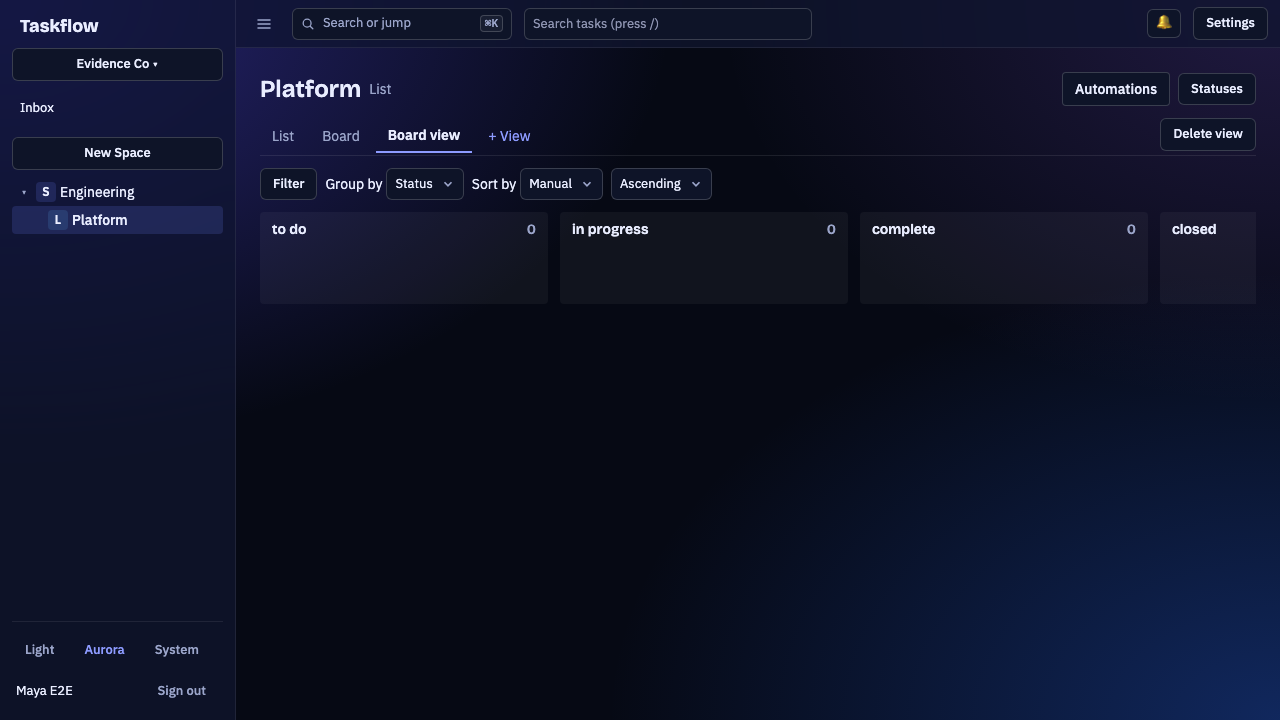 Taskflow
Evidence Co ▾
Inbox
New Space
▾ S Engineering
L Platform
Light Aurora System
Maya E2E Sign out
Search or jump ⌘K
Search tasks (press /)
Settings
Platform List
Automations Statuses
List Board Board view + View
Delete view
Filter Group by Status Sort by Manual Ascending
to do 0
in progress 0
complete 0
closed